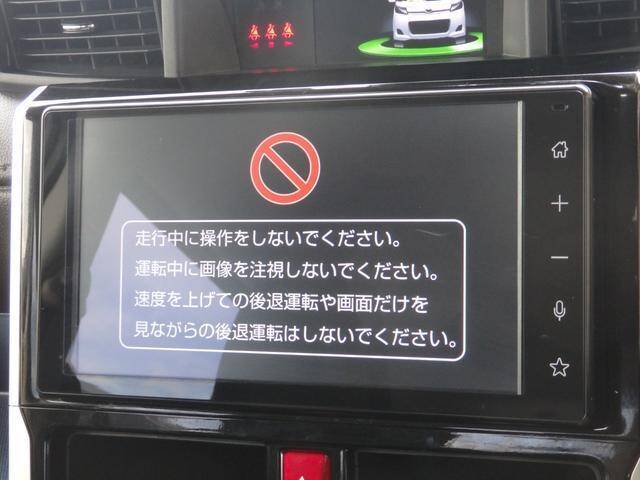 走行中に操作をしないでください。
運転中に画像を注視しないでください。
速度を上げての後退運転や画面だけを
見ながらの後退運転はしないでください。